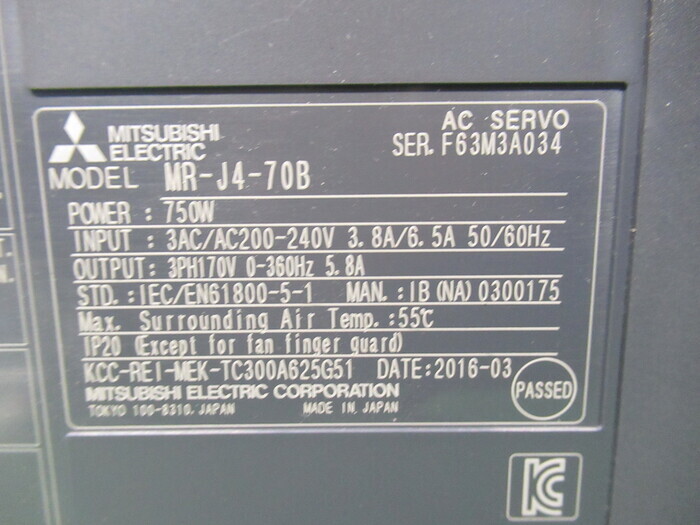 MITSUBISHI
ELECTRIC
AC SERVO
SER. F63M3A034
MODEL MR-J4-70B
POWER : 750W
INPUT : 3AC/AC200-240V 3.8A/6.5A 50/60Hz
OUTPUT: 3PH170V 0-360Hz 5.8A
STD. :IEC/EN61800-5-1 MAN. :IB(NA)0300175
Max. Surrounding Air Temp. :55℃
IP20 (Except for fan finger guard)
KCC-REI-MEK-TC300A625G51 DATE:2016-03
MITSUBISHI ELECTRIC CORPORATION
TOKYO 100-8310, JAPAN MADE IN JAPAN
PASSED